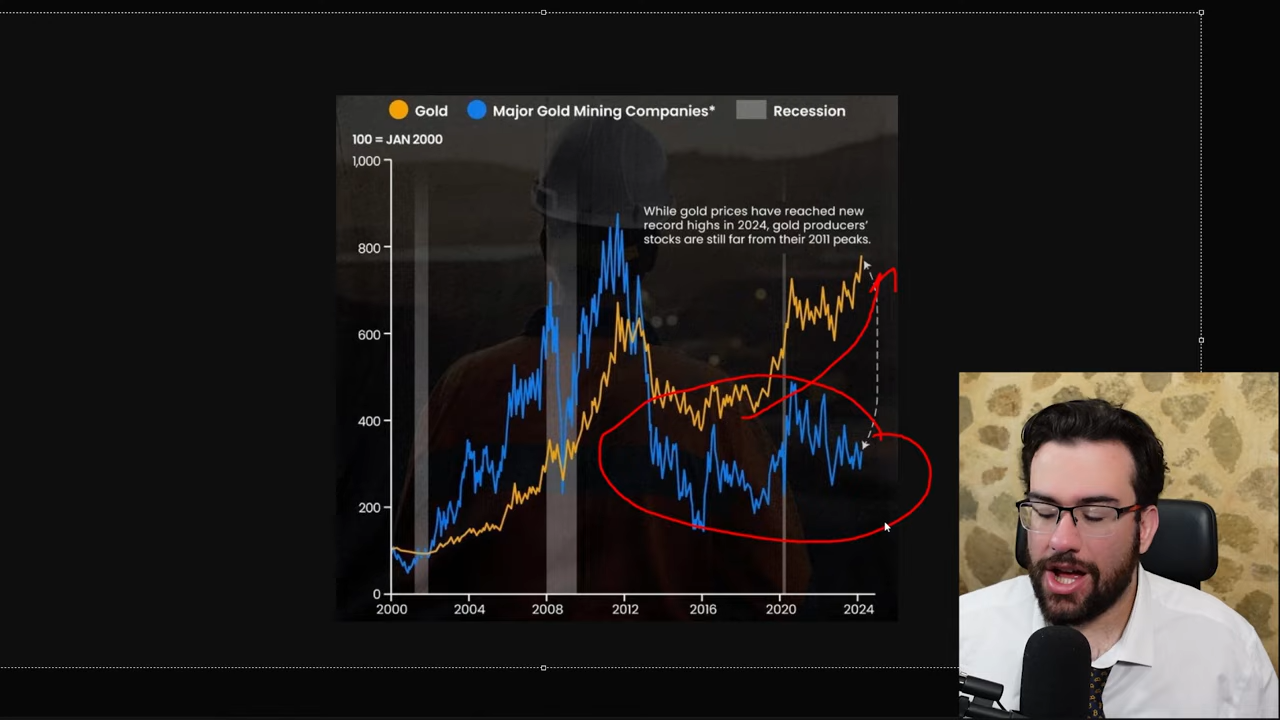 Gold Major Gold Mining Companies* Recession
100 = JAN 2000
1,000
While gold prices have reached new
record highs in 2024, gold producers'
stocks are still far from their 2011 peaks.
800
600
400
200
0
2000 2004 2008 2012 2016 2020 2024